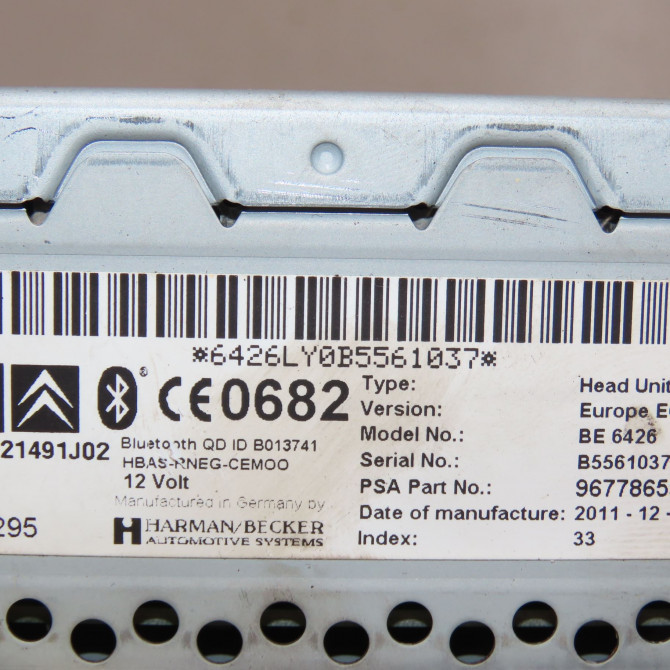 *6426LY0B5561037*
CE0682
21491J02
Bluetooth QD ID B013741
HBAS-RNEG-CEMOO
12 Volt
Manufactured in Germany by
295
HARMAN/BECKER
AUTOMOTIVE SYSTEMS
Type: Head Unit
Version: Europe
Model No.: BE 6426
Serial No.: B5561037
PSA Part No.: 9677865
Date of manufacture: 2011 - 12 -
Index: 33